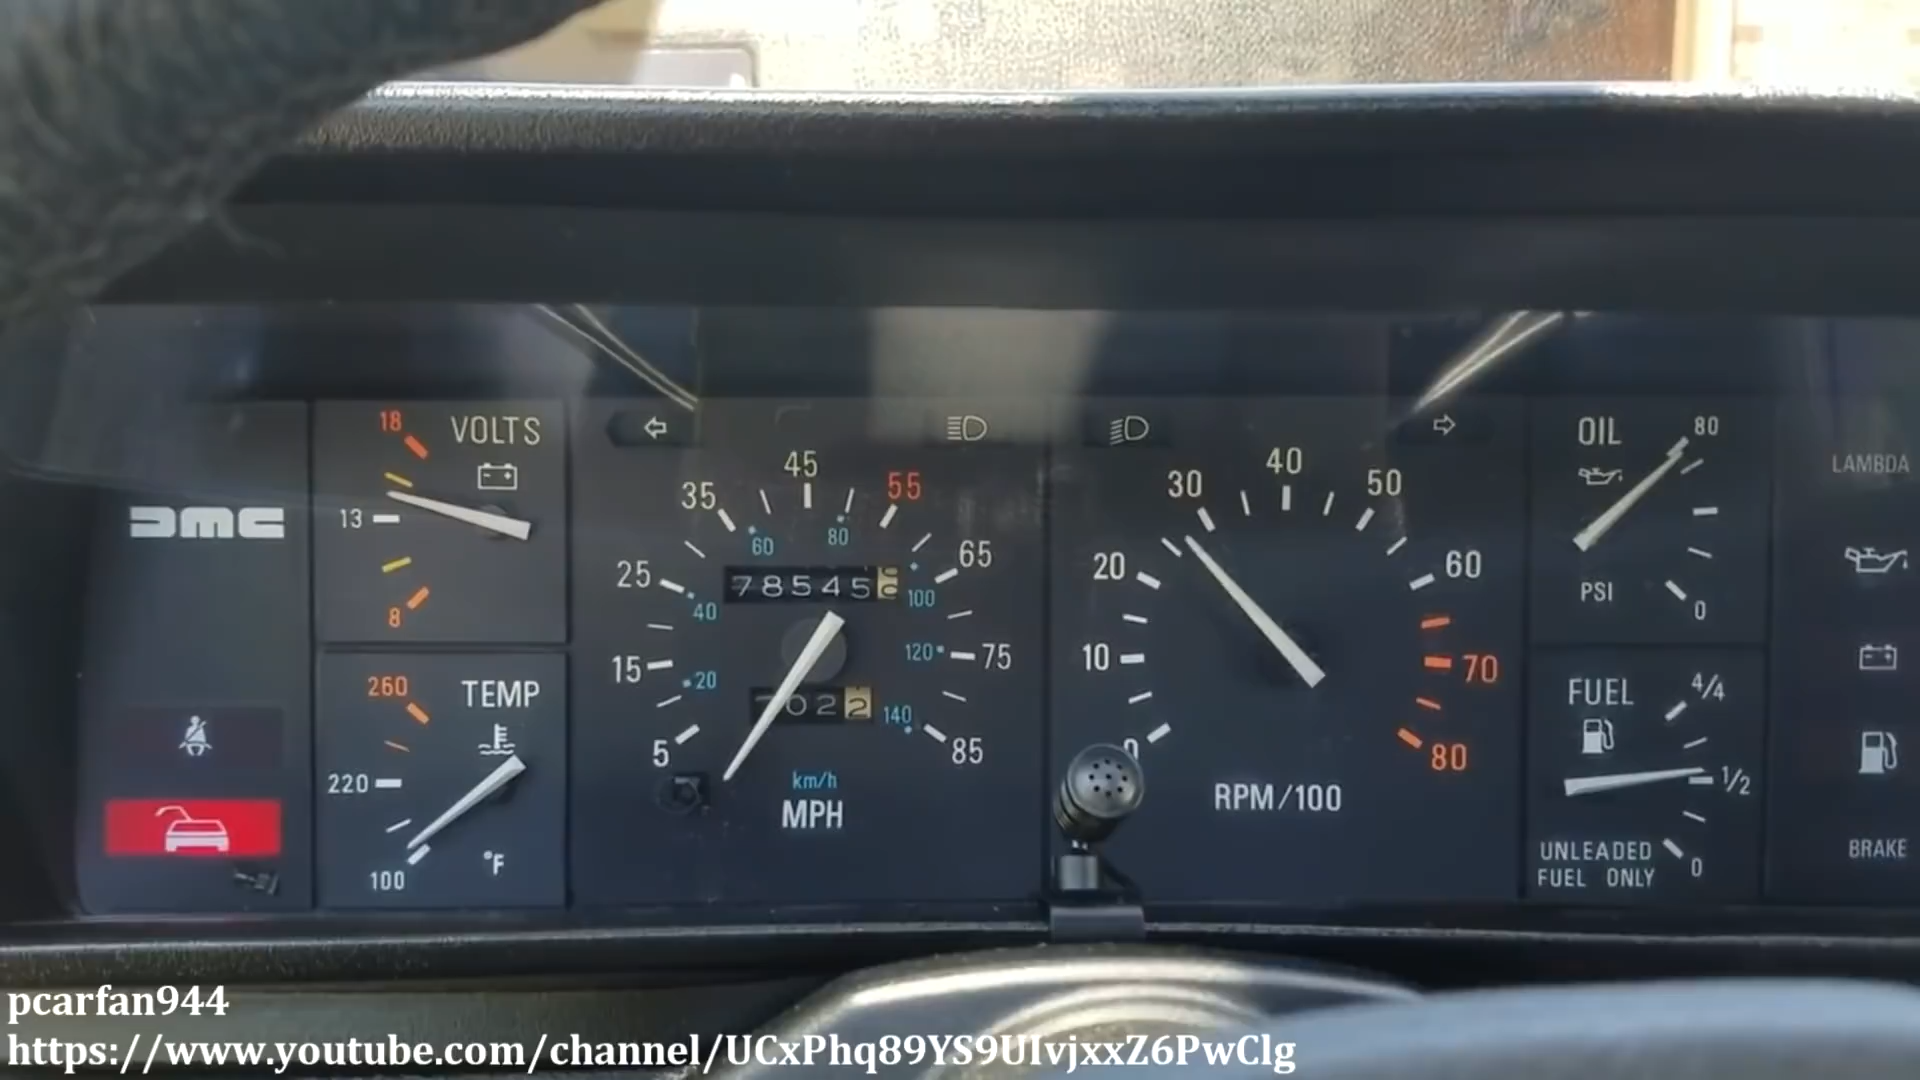 DMC
18
VOLTS
13
8
260
TEMP
220
100
°F
5
15
25
35
45
55
65
75
85
20
40
60
80
100
120
140
78545
022
km/h
MPH
0
10
20
30
40
50
60
70
80
RPM/100
OIL
80
PSI
0
FUEL
4/4
1/2
0
UNLEADED
FUEL ONLY
LAMBDA
BRAKE
pcarfan944
https://www.youtube.com/channel/UCxPhq89YS9UIvjxxZ6PwClg